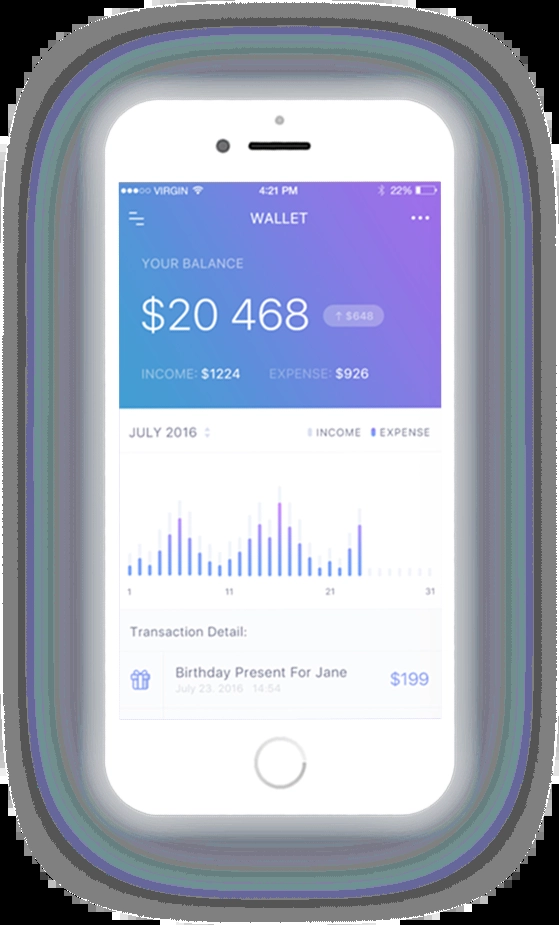 VIRGIN 4:21 PM 22%
WALLET
YOUR BALANCE
$20 468 ↑ $648
INCOME: $1224 EXPENSE: $926
JULY 2016 INCOME EXPENSE
1 11 21 31
Transaction Detail:
Birthday Present For Jane $199
July 23. 2016 14:54